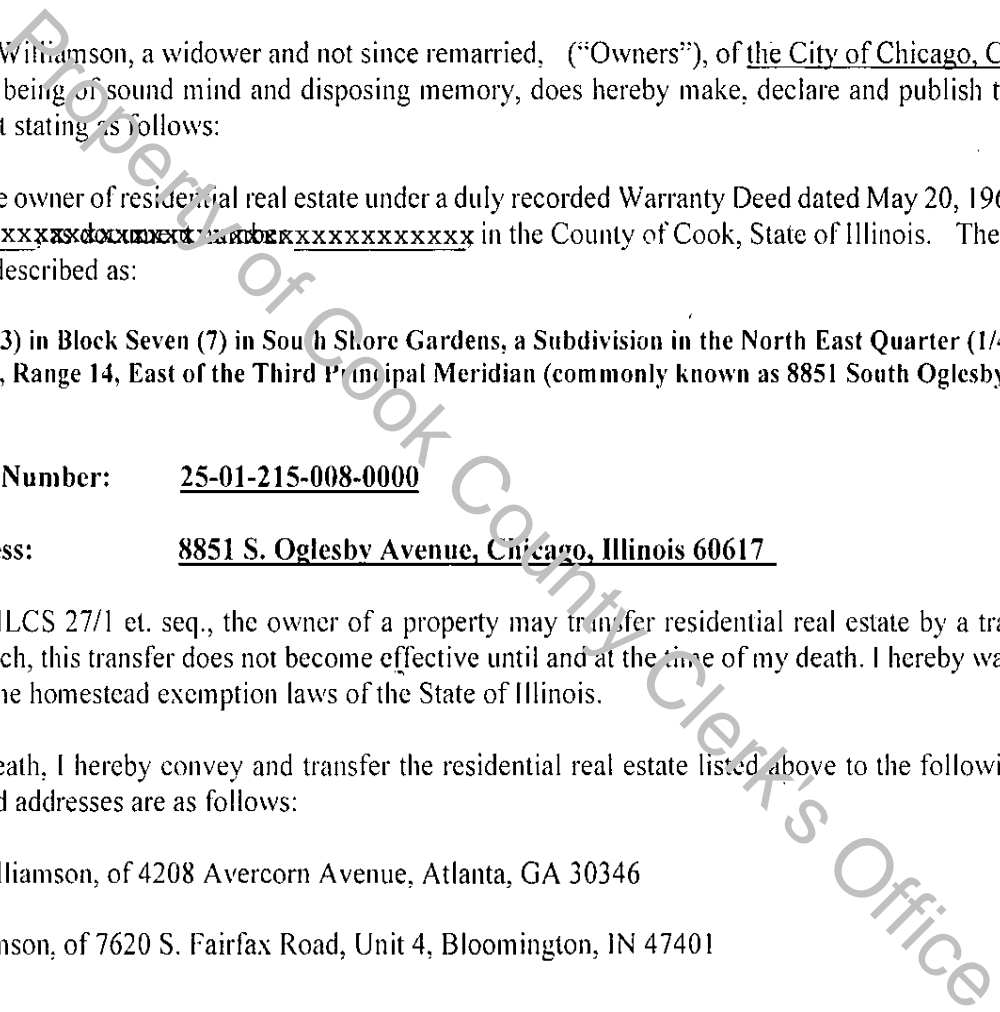 Williamson, a widower and not since remarried, ("Owners"), of the City of Chicago, C
being of sound mind and disposing memory, does hereby make, declare and publish t
t stating as follows:
e owner of residential real estate under a duly recorded Warranty Deed dated May 20, 196
xxxxxxxxxxxxxxxxxxxxxxxxxxxxxx in the County of Cook, State of Illinois. The
described as:
3) in Block Seven (7) in South Shore Gardens, a Subdivision in the North East Quarter (1/4
, Range 14, East of the Third Principal Meridian (commonly known as 8851 South Oglesby
Number: 25-01-215-008-0000
ess: 8851 S. Oglesby Avenue, Chicago, Illinois 60617
ILCS 27/1 et. seq., the owner of a property may transfer residential real estate by a tra
ch, this transfer does not become effective until and at the time of my death. I hereby wa
he homestead exemption laws of the State of Illinois.
eath, I hereby convey and transfer the residential real estate listed above to the followi
d addresses are as follows:
lliamson, of 4208 Avercorn Avenue, Atlanta, GA 30346
nson, of 7620 S. Fairfax Road, Unit 4, Bloomington, IN 47401
Property of Cook County Clerk's Office